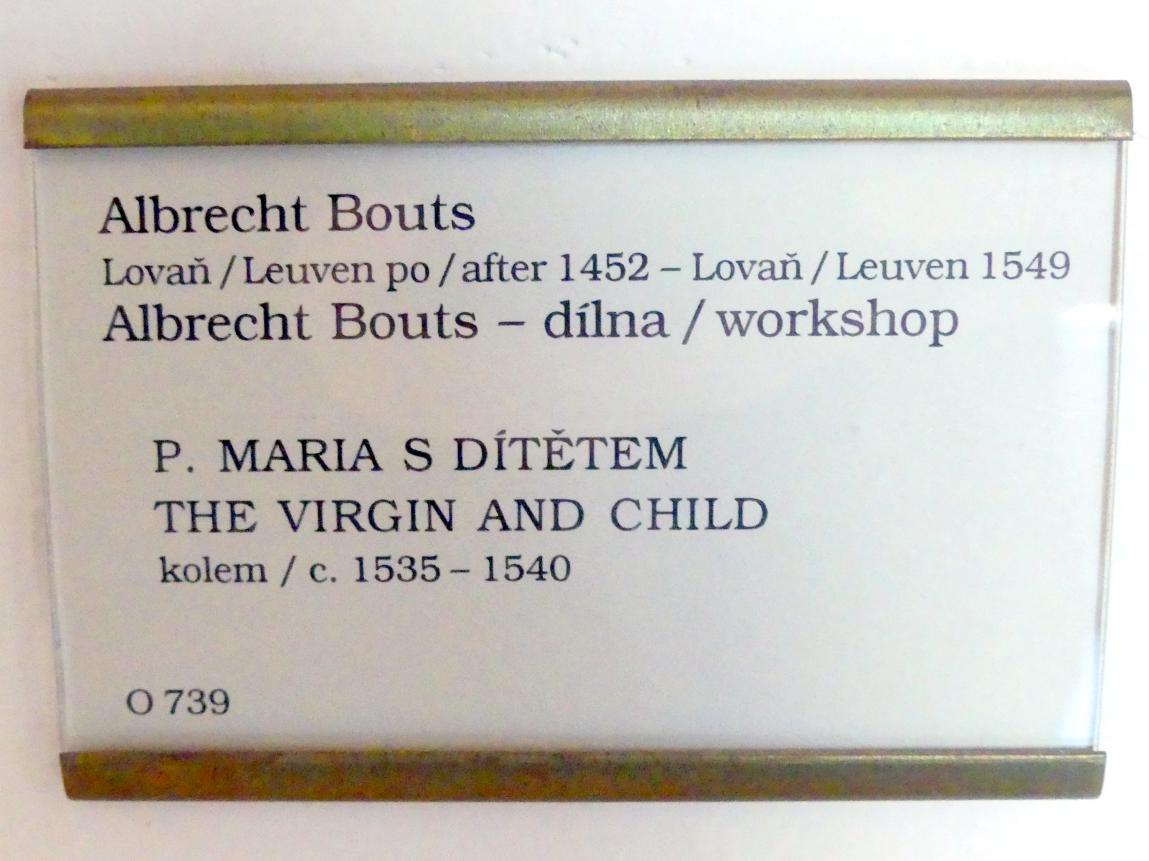 Albrecht Bouts
Lovaň / Leuven po / after 1452 – Lovaň / Leuven 1549
Albrecht Bouts – dílna / workshop
P. MARIA S DÍTĚTEM
THE VIRGIN AND CHILD
kolem / c. 1535 – 1540
O 739